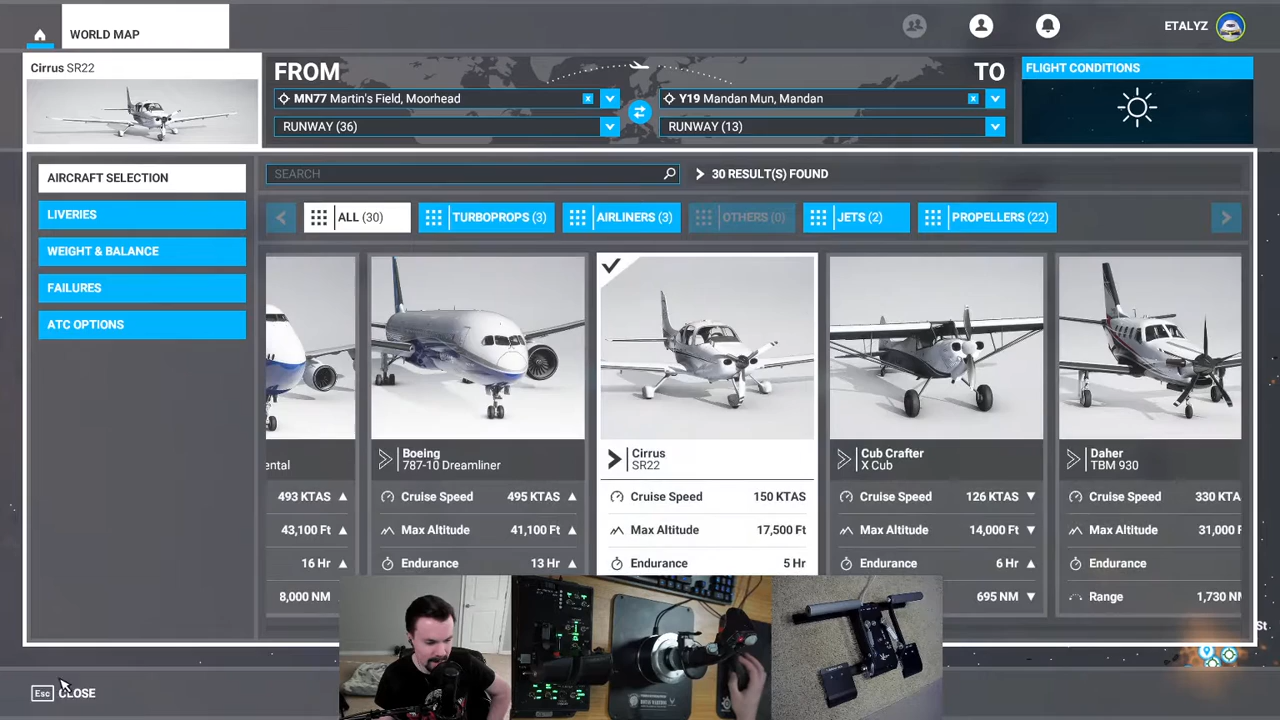 WORLD MAP
ETALYZ
Cirrus SR22
FROM
TO
MN77 Martin's Field, Moorhead
RUNWAY (36)
Y19 Mandan Mun, Mandan
RUNWAY (13)
FLIGHT CONDITIONS
AIRCRAFT SELECTION
LIVERIES
WEIGHT & BALANCE
FAILURES
ATC OPTIONS
SEARCH
30 RESULT(S) FOUND
ALL (30)
TURBOPROPS (3)
AIRLINERS (3)
OTHERS (0)
JETS (2)
PROPELLERS (22)
ental
493 KTAS
43,100 Ft
16 Hr
8,000 NM
Boeing
787-10 Dreamliner
Cruise Speed 495 KTAS
Max Altitude 41,100 Ft
Endurance 13 Hr
Cirrus
SR22
Cruise Speed 150 KTAS
Max Altitude 17,500 Ft
Endurance 5 Hr
Cub Crafter
X Cub
Cruise Speed 126 KTAS
Max Altitude 14,000 Ft
Endurance 6 Hr
695 NM
Daher
TBM 930
Cruise Speed 330 KTA
Max Altitude 31,000
Endurance
Range 1,730 NM
St
Esc CLOSE